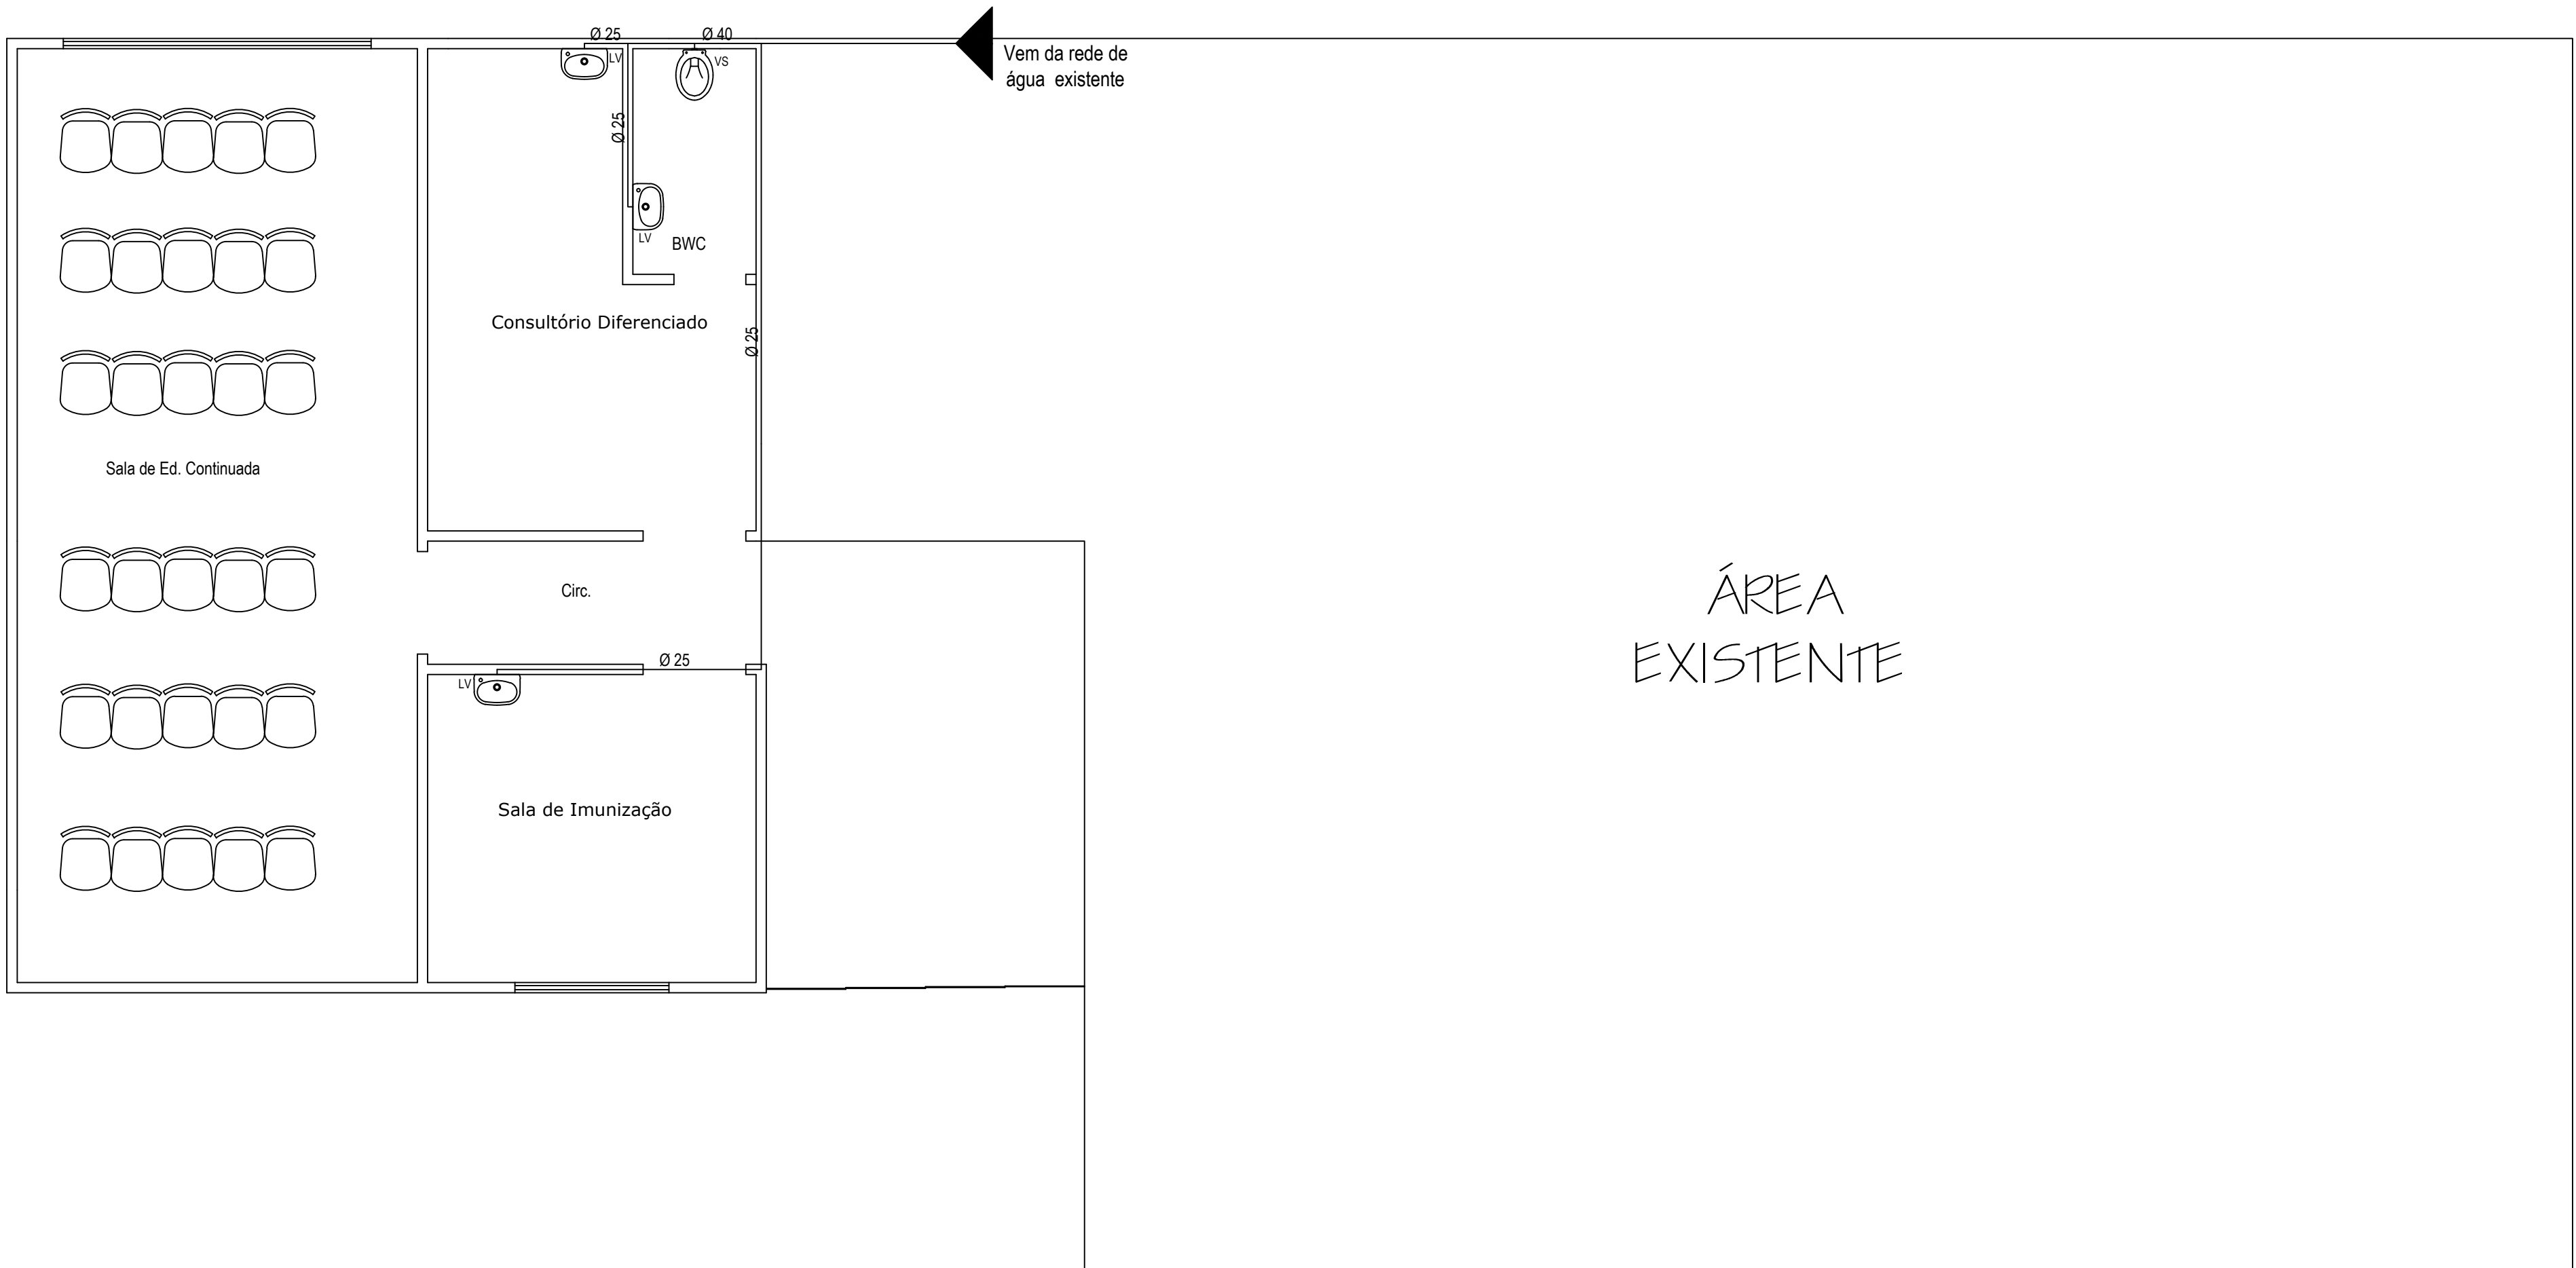 Ø 25
Ø 40
LV
VS
Vem da rede de
água  existente
Ø 25
LV
BWC
Consultório Diferenciado
Ø 25
Sala de Ed. Continuada
Circ.
ÁREA
EXISTENTE
Ø 25
LV
Sala de Imunização